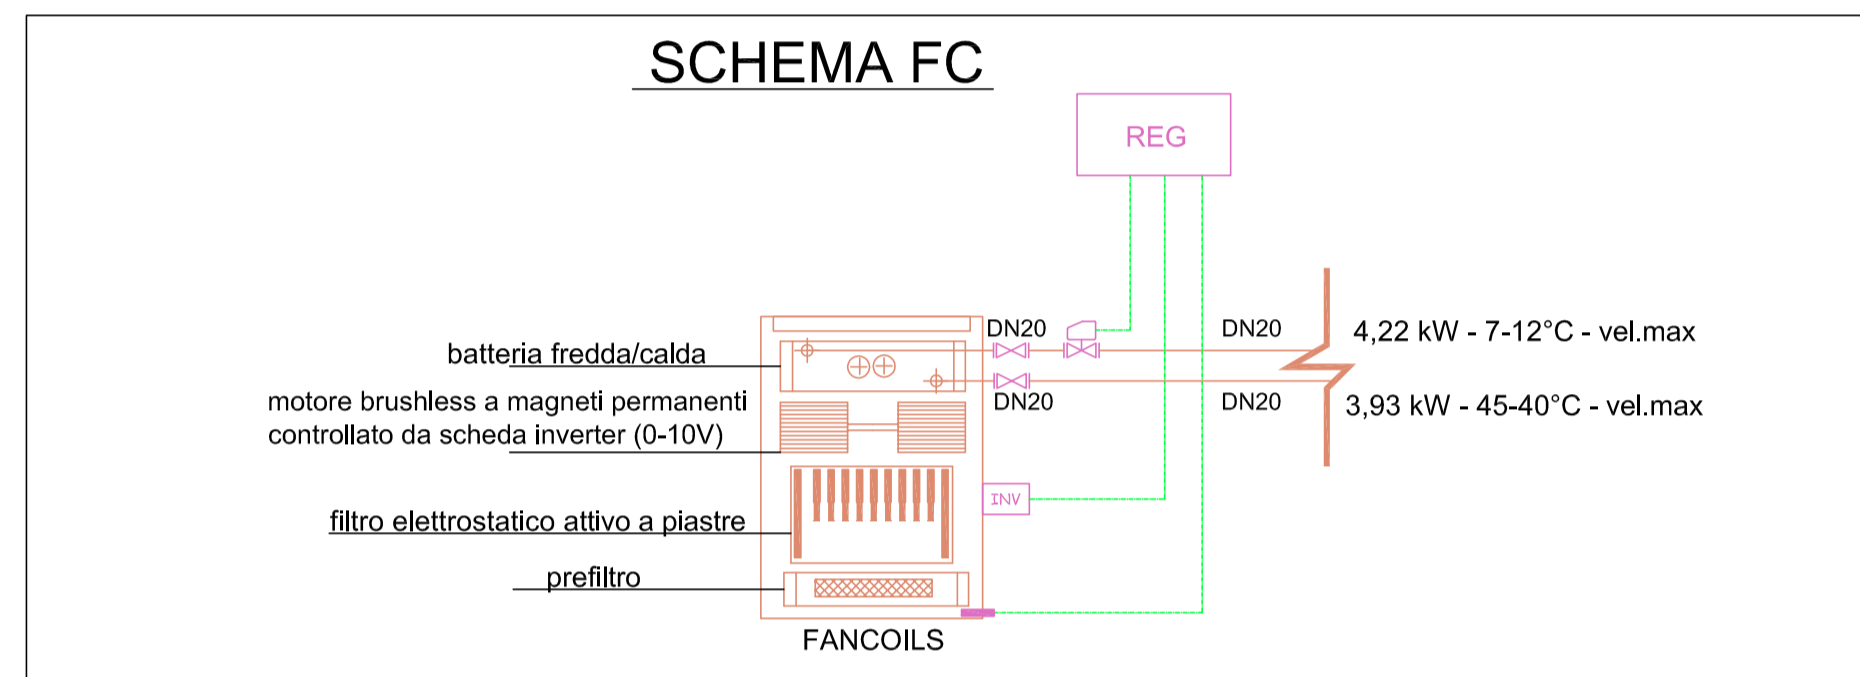 SCHEMA FC
REG
DN20
DN20
4,22 kW - 7-12°C - vel.max
batteria fredda/calda
motore brushless a magneti permanenti
controllato da scheda inverter (0-10V)
DN20
DN20
3,93 kW - 45-40°C - vel.max
INV
filtro elettrostatico attivo a piastre
prefiltro
FANCOILS